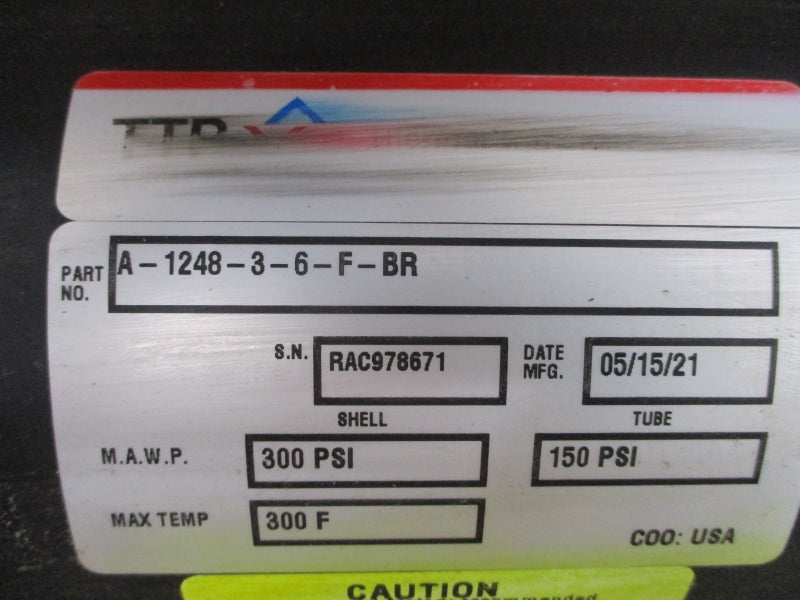 TTP
PART NO. A-1248-3-6-F-BR
S.N. RAC978671 DATE MFG. 05/15/21
SHELL TUBE
M.A.W.P. 300 PSI 150 PSI
MAX TEMP 300 F
COO: USA
CAUTION